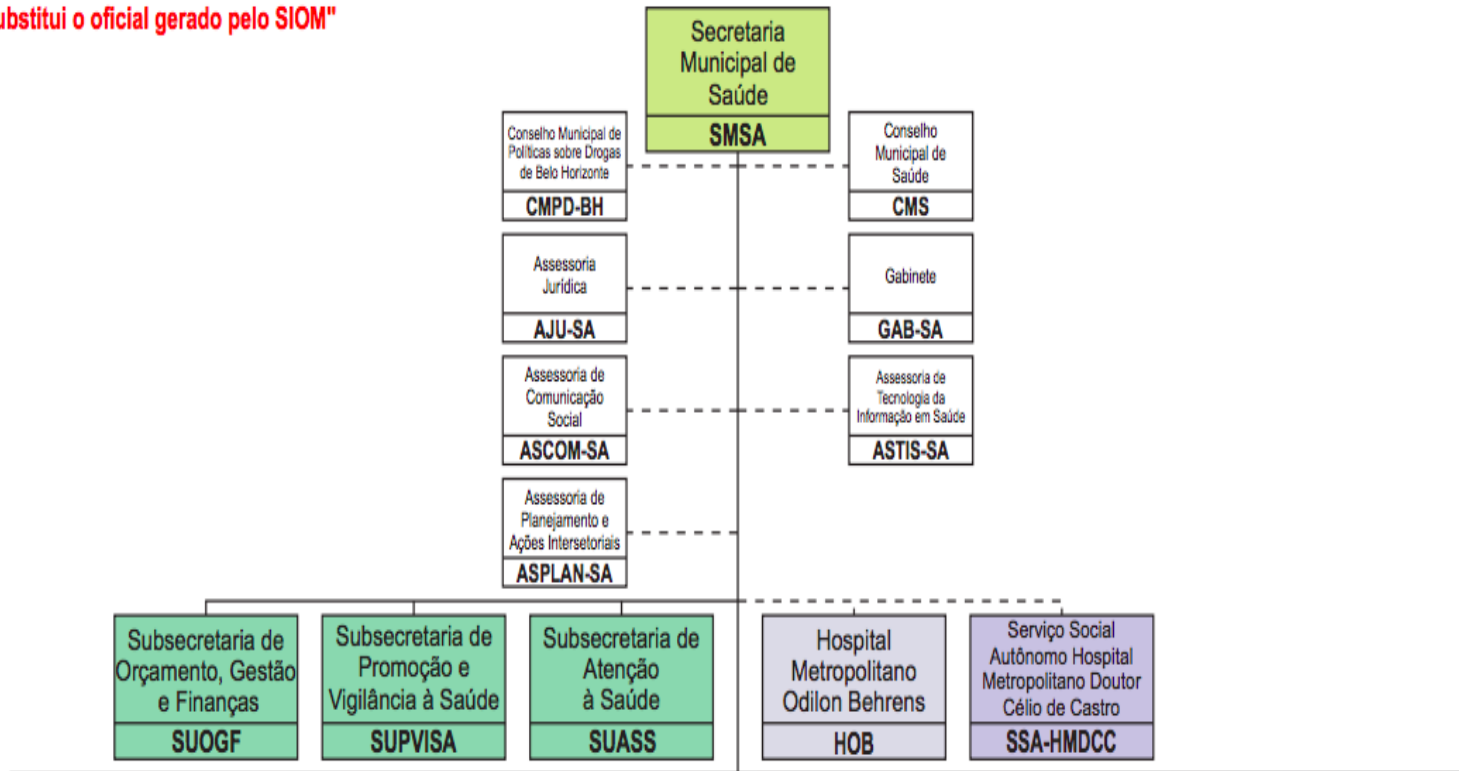 ubstitui o oficial gerado pelo SIOM"
Secretaria
Municipal de
Saúde
SMSA
Conselho Municipal de
Políticas sobre Drogas
de Belo Horizonte
CMPD-BH
Conselho
Municipal de
Saúde
CMS
Assessoria
Jurídica
AJU-SA
Gabinete
GAB-SA
Assessoria de
Comunicação
Social
ASCOM-SA
Assessoria de
Tecnologia da
Informação em Saúde
ASTIS-SA
Assessoria de
Planejamento e
Ações Intersetoriais
ASPLAN-SA
Subsecretaria de
Orçamento, Gestão
e Finanças
SUOGF
Subsecretaria de
Promoção e
Vigilância à Saúde
SUPVISA
Subsecretaria de
Atenção
à Saúde
SUASS
Hospital
Metropolitano
Odilon Behrens
HOB
Serviço Social
Autônomo Hospital
Metropolitano Doutor
Célio de Castro
SSA-HMDCC